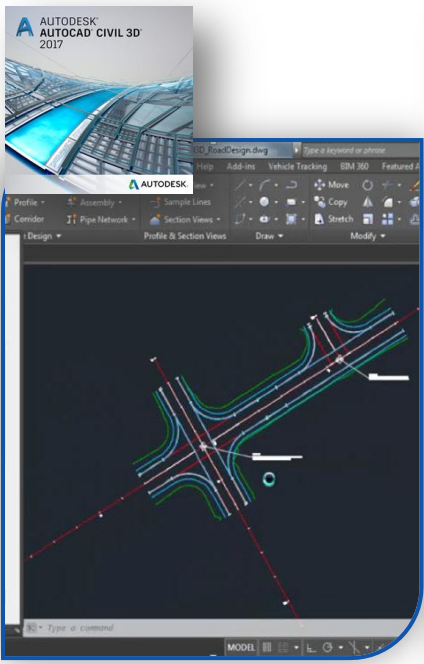 AUTODESK®
AUTOCAD® CIVIL 3D®
2017
AUTODESK.
3D_RoadDesign.dwg
Type a keyword or phrase
Help Add-ins Vehicle Tracking BIM 360 Featured A
Profile Assembly Sample Lines Move
Corridor Pipe Network Section Views Copy
Stretch
Design Profile & Section Views Draw Modify
Type a command
MODEL